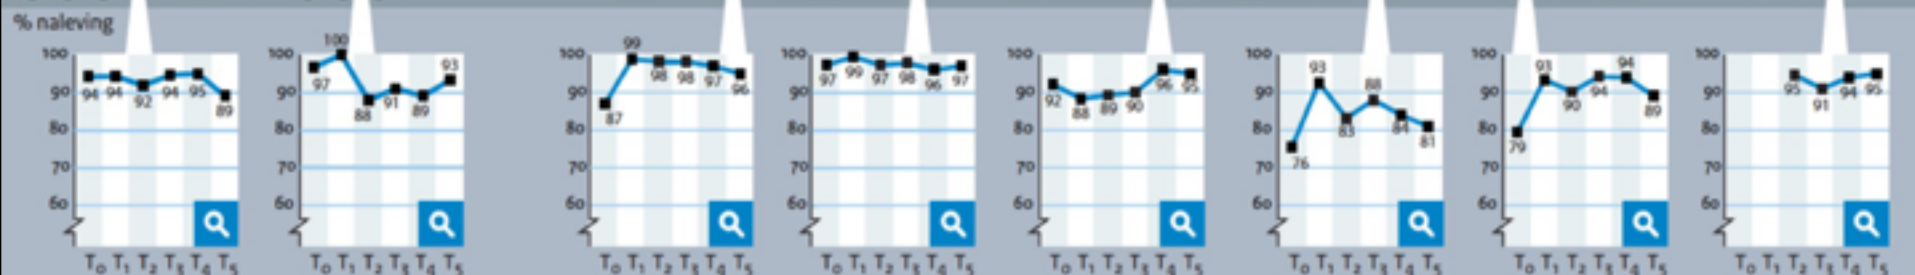 % naleving
100 90 80 70 60
94 94 92 94 95 89
T0 T1 T2 T3 T4 T5
100 90 80 70 60
97 100 88 91 89 93
T0 T1 T2 T3 T4 T5
100 90 80 70 60
87 99 98 98 97 96
T0 T1 T2 T3 T4 T5
100 90 80 70 60
97 99 97 98 96 97
T0 T1 T2 T3 T4 T5
100 90 80 70 60
92 88 89 90 96 95
T0 T1 T2 T3 T4 T5
100 90 80 70 60
76 93 83 88 84 81
T0 T1 T2 T3 T4 T5
100 90 80 70 60
79 93 90 94 94 89
T0 T1 T2 T3 T4 T5
100 90 80 70 60
95 91 94 95
T0 T1 T2 T3 T4 T5